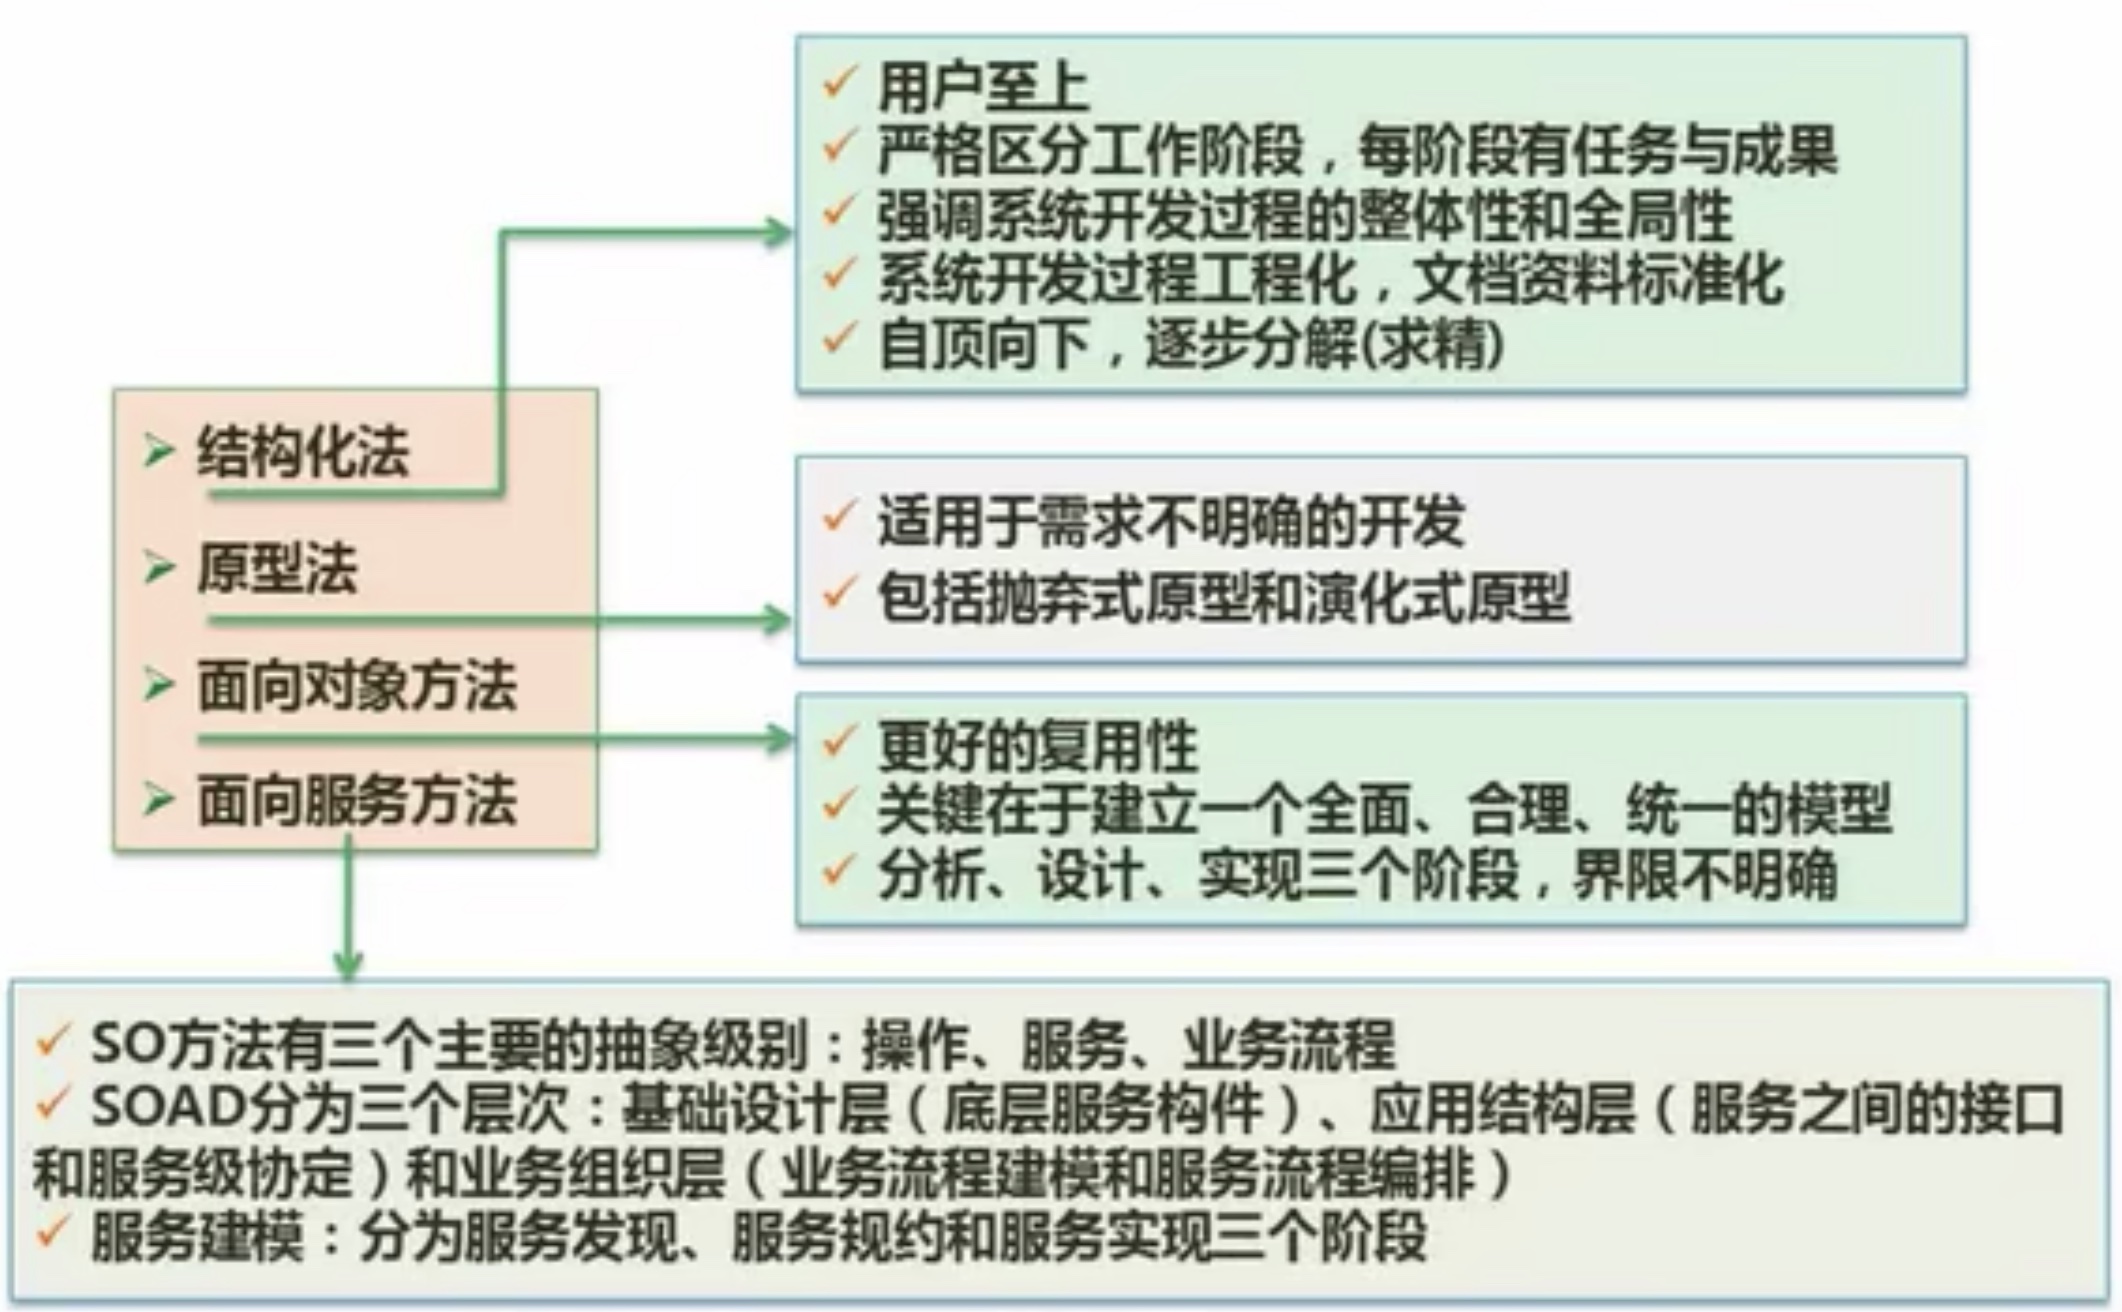 用户至上
严格区分工作阶段，每阶段有任务与成果
强调系统开发过程的整体性和全局性
系统开发过程工程化，文档资料标准化
自顶向下，逐步分解(求精)
结构化法
原型法
面向对象方法
面向服务方法
适用于需求不明确的开发
包括抛弃式原型和演化式原型
更好的复用性
关键在于建立一个全面、合理、统一的模型
分析、设计、实现三个阶段，界限不明确
SO方法有三个主要的抽象级别：操作、服务、业务流程
SOAD分为三个层次：基础设计层（底层服务构件）、应用结构层（服务之间的接口
和服务级协定）和业务组织层（业务流程建模和服务流程编排）
服务建模：分为服务发现、服务规约和服务实现三个阶段